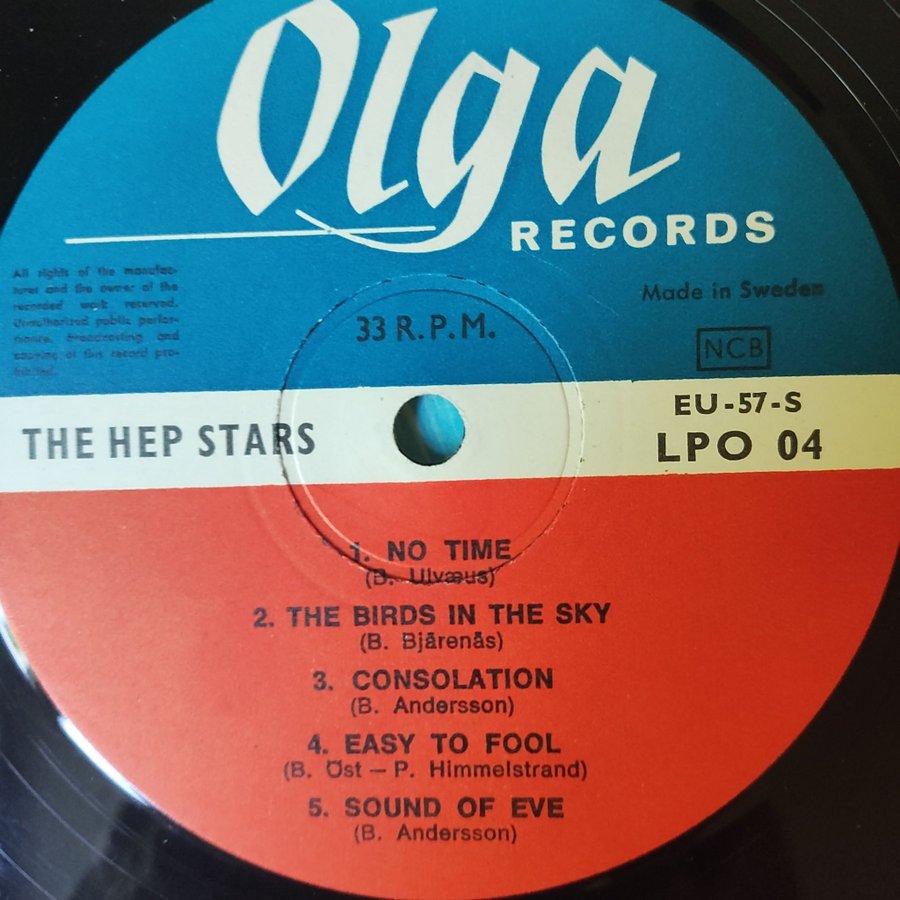 Olga
RECORDS
All rights of the manufac-
turer and the owner of the
recorded work reserved.
Unauthorized public perfor-
mance, broadcasting and
copying of this record pro-
hibited.
Made in Sweden
33 R.P.M.
NCB
EU-57-S
THE HEP STARS
LPO 04
1. NO TIME
(B. Ulvæus)
2. THE BIRDS IN THE SKY
(B. Bjärenäs)
3. CONSOLATION
(B. Andersson)
4. EASY TO FOOL
(B. Öst – P. Himmelstrand)
5. SOUND OF EVE
(B. Andersson)